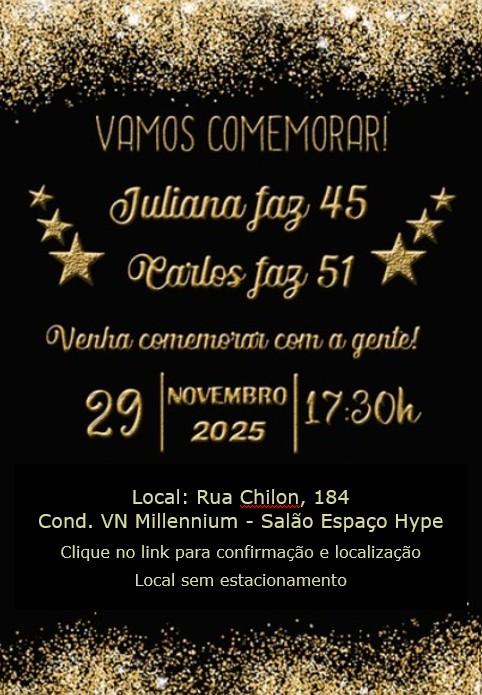 VAMOS COMEMORAR!
Juliana faz 45
Carlos faz 51
Venha comemorar com a gente!
29 NOVEMBRO 2025 17:30h
Local: Rua Chilon, 184
Cond. VN Millennium - Salão Espaço Hype
Clique no link para confirmação e localização
Local sem estacionamento